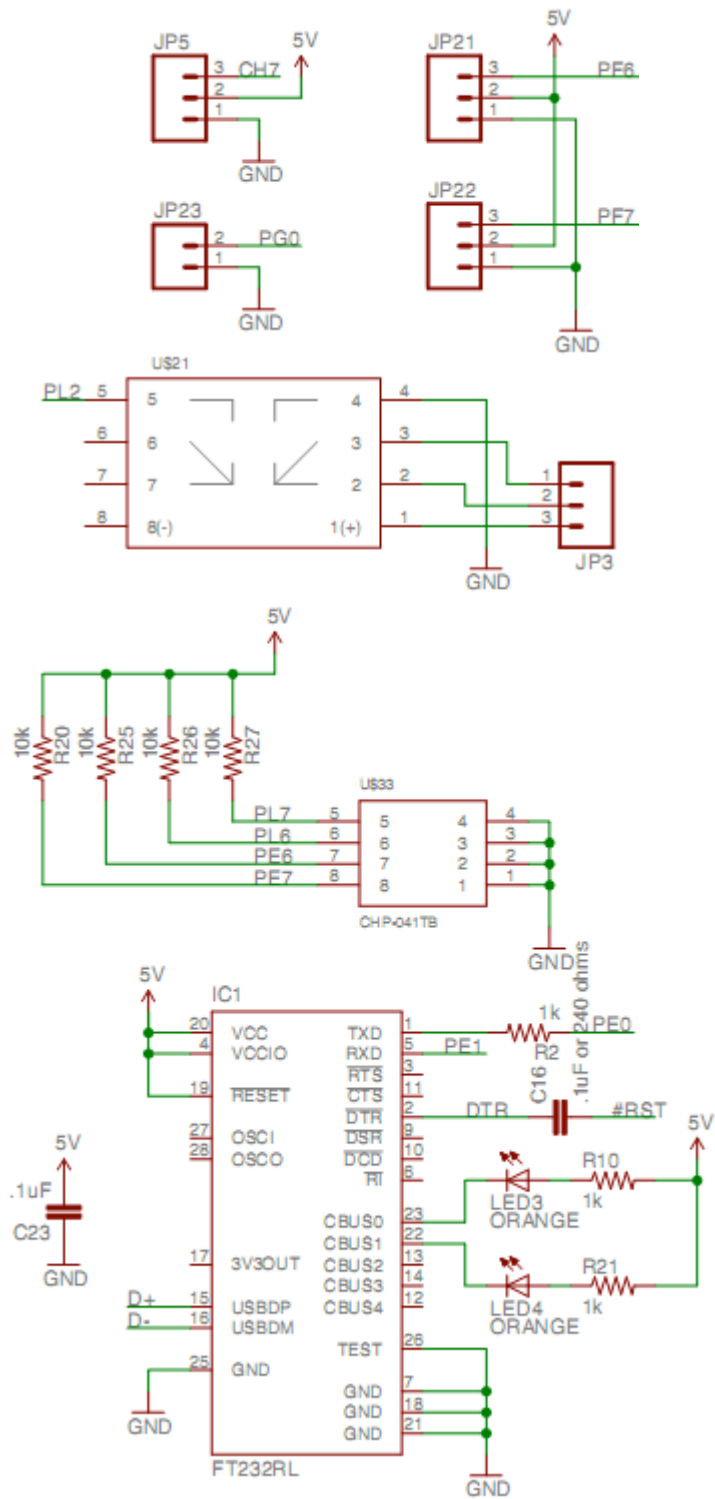 JP5
5V
3 CH7
2
1
GND
JP21
5V
3 PF6
2
1
JP23
2 PG0
1
GND
JP22
3 PF7
2
1
GND
U$21
PL2 5 5 4 4
6 6 3 3
7 7 2 2
8 8(-) 1(+) 1
1
2
3
JP3
GND
5V
10k R20
10k R25
10k R26
10k R27
U$33
PL7 5 5 4 4
PL6 6 6 3 3
PE6 7 7 2 2
PE7 8 8 1 1
CHP-041TB
GND
5V
IC1
20 VCC TXD 1
1k
R2
PE0
4 VCCIO RXD 5 PE1
RTS 3
19 RESET CTS 11
DTR 2 DTR
C16
.1uF or 240 ohms
#RST
27 OSCI DSR 9
28 OSCO DCD 10
RI 6
5V
LED3
ORANGE
R10
1k
CBUS0 23
CBUS1 22
17 3V3OUT CBUS2 13
CBUS3 14
15 USBDP CBUS4 12
D+
D-
16 USBDM
LED4
ORANGE
R21
1k
TEST 26
25 GND
GND
GND 7
GND 18
GND 21
GND
FT232RL
5V
.1uF
C23
GND